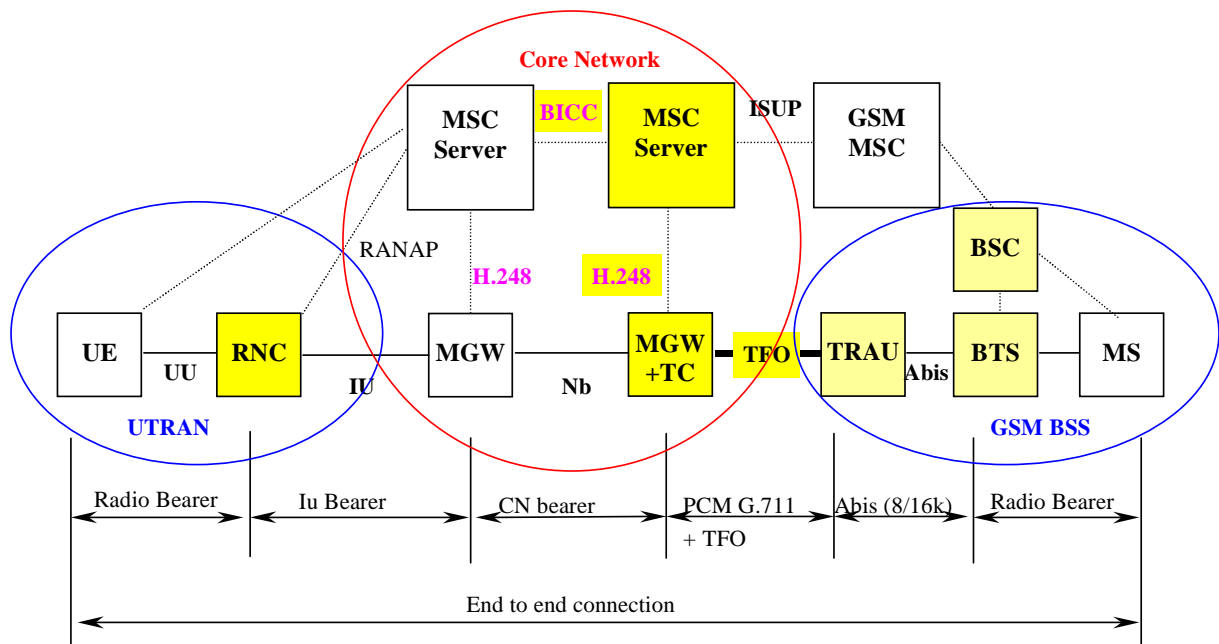 Core Network
MSC
Server
BICC
MSC
Server
ISUP
GSM
MSC
BSC
RANAP
H.248
H.248
UE
UU
RNC
IU
MGW
Nb
MGW
+TC
TFO
TRAU
Abis
BTS
MS
UTRAN
GSM BSS
Radio Bearer
Iu Bearer
CN bearer
PCM G.711
+ TFO
Abis (8/16k)
Radio Bearer
End to end connection